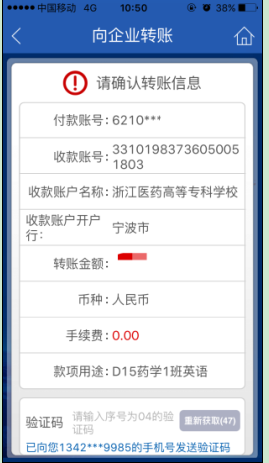 中国移动 4G 10:50 38%
向企业转账
请确认转账信息
付款账号: 6210***
收款账号: 3310198373605005
1803
收款账户名称: 浙江医药高等专科学校
收款账户开户
行: 宁波市
转账金额:
币种: 人民币
手续费: 0.00
款项用途: D15药学1班英语
验证码 请输入序号为04的验
证码 重新获取(47)
已向您1342***9985的手机号发送验证码